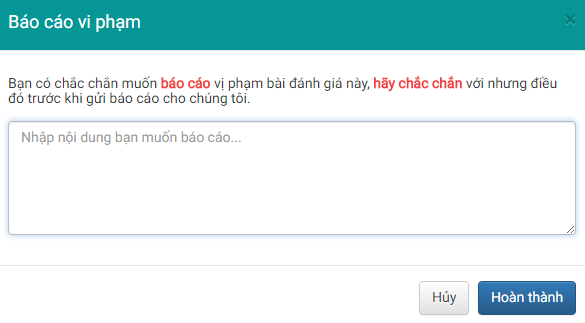 Báo cáo vi phạm
×
Bạn có chắc chắn muốn báo cáo vị phạm bài đánh giá này, hãy chắc chắn với nhưng điều
đó trước khi gửi báo cáo cho chúng tôi.
Nhập nội dung bạn muốn báo cáo...
Hủy
Hoàn thành